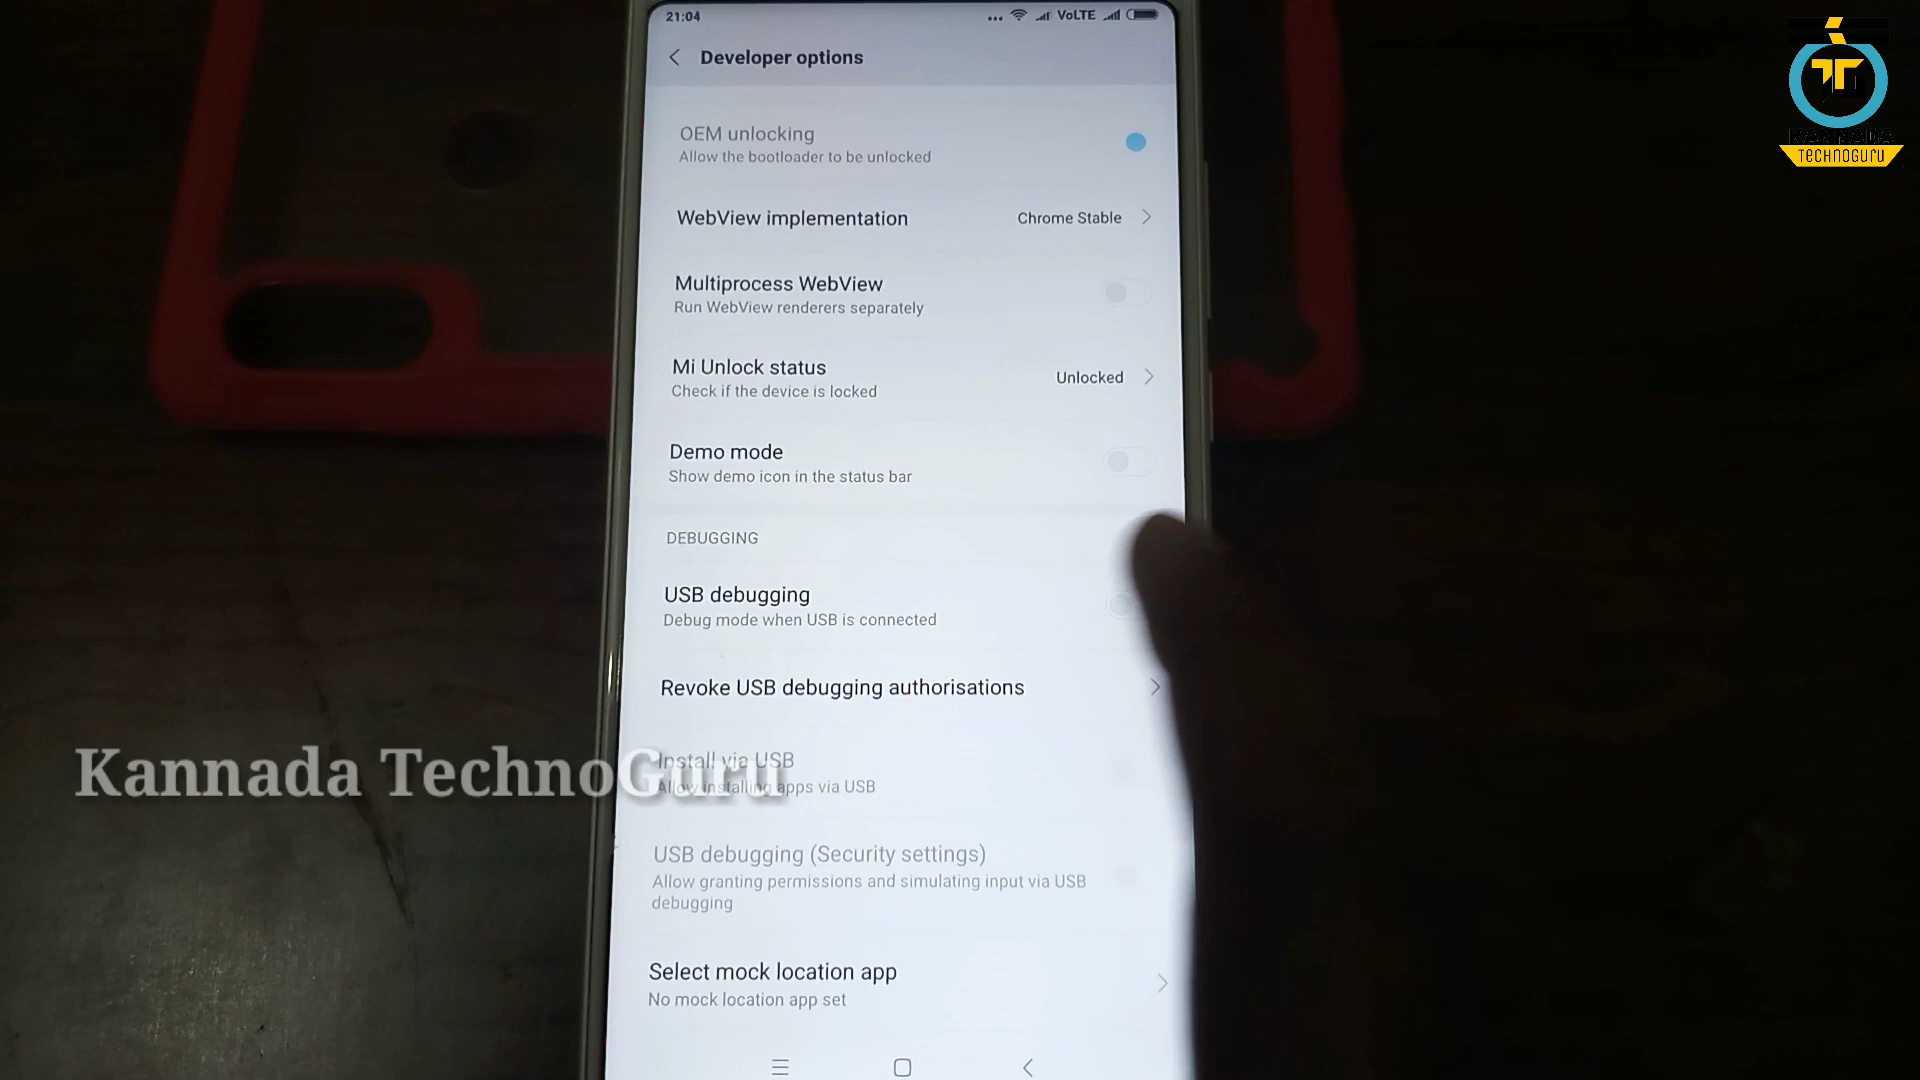 21:04
VoLTE
Developer options
OEM unlocking
Allow the bootloader to be unlocked
WebView implementation
Chrome Stable
Multiprocess WebView
Run WebView renderers separately
Mi Unlock status
Check if the device is locked
Unlocked
Demo mode
Show demo icon in the status bar
DEBUGGING
USB debugging
Debug mode when USB is connected
Revoke USB debugging authorisations
Install via USB
Allow installing apps via USB
USB debugging (Security settings)
Allow granting permissions and simulating input via USB
debugging
Select mock location app
No mock location app set
Kannada TechnoGuru
KANNADA
TECHNOGURU